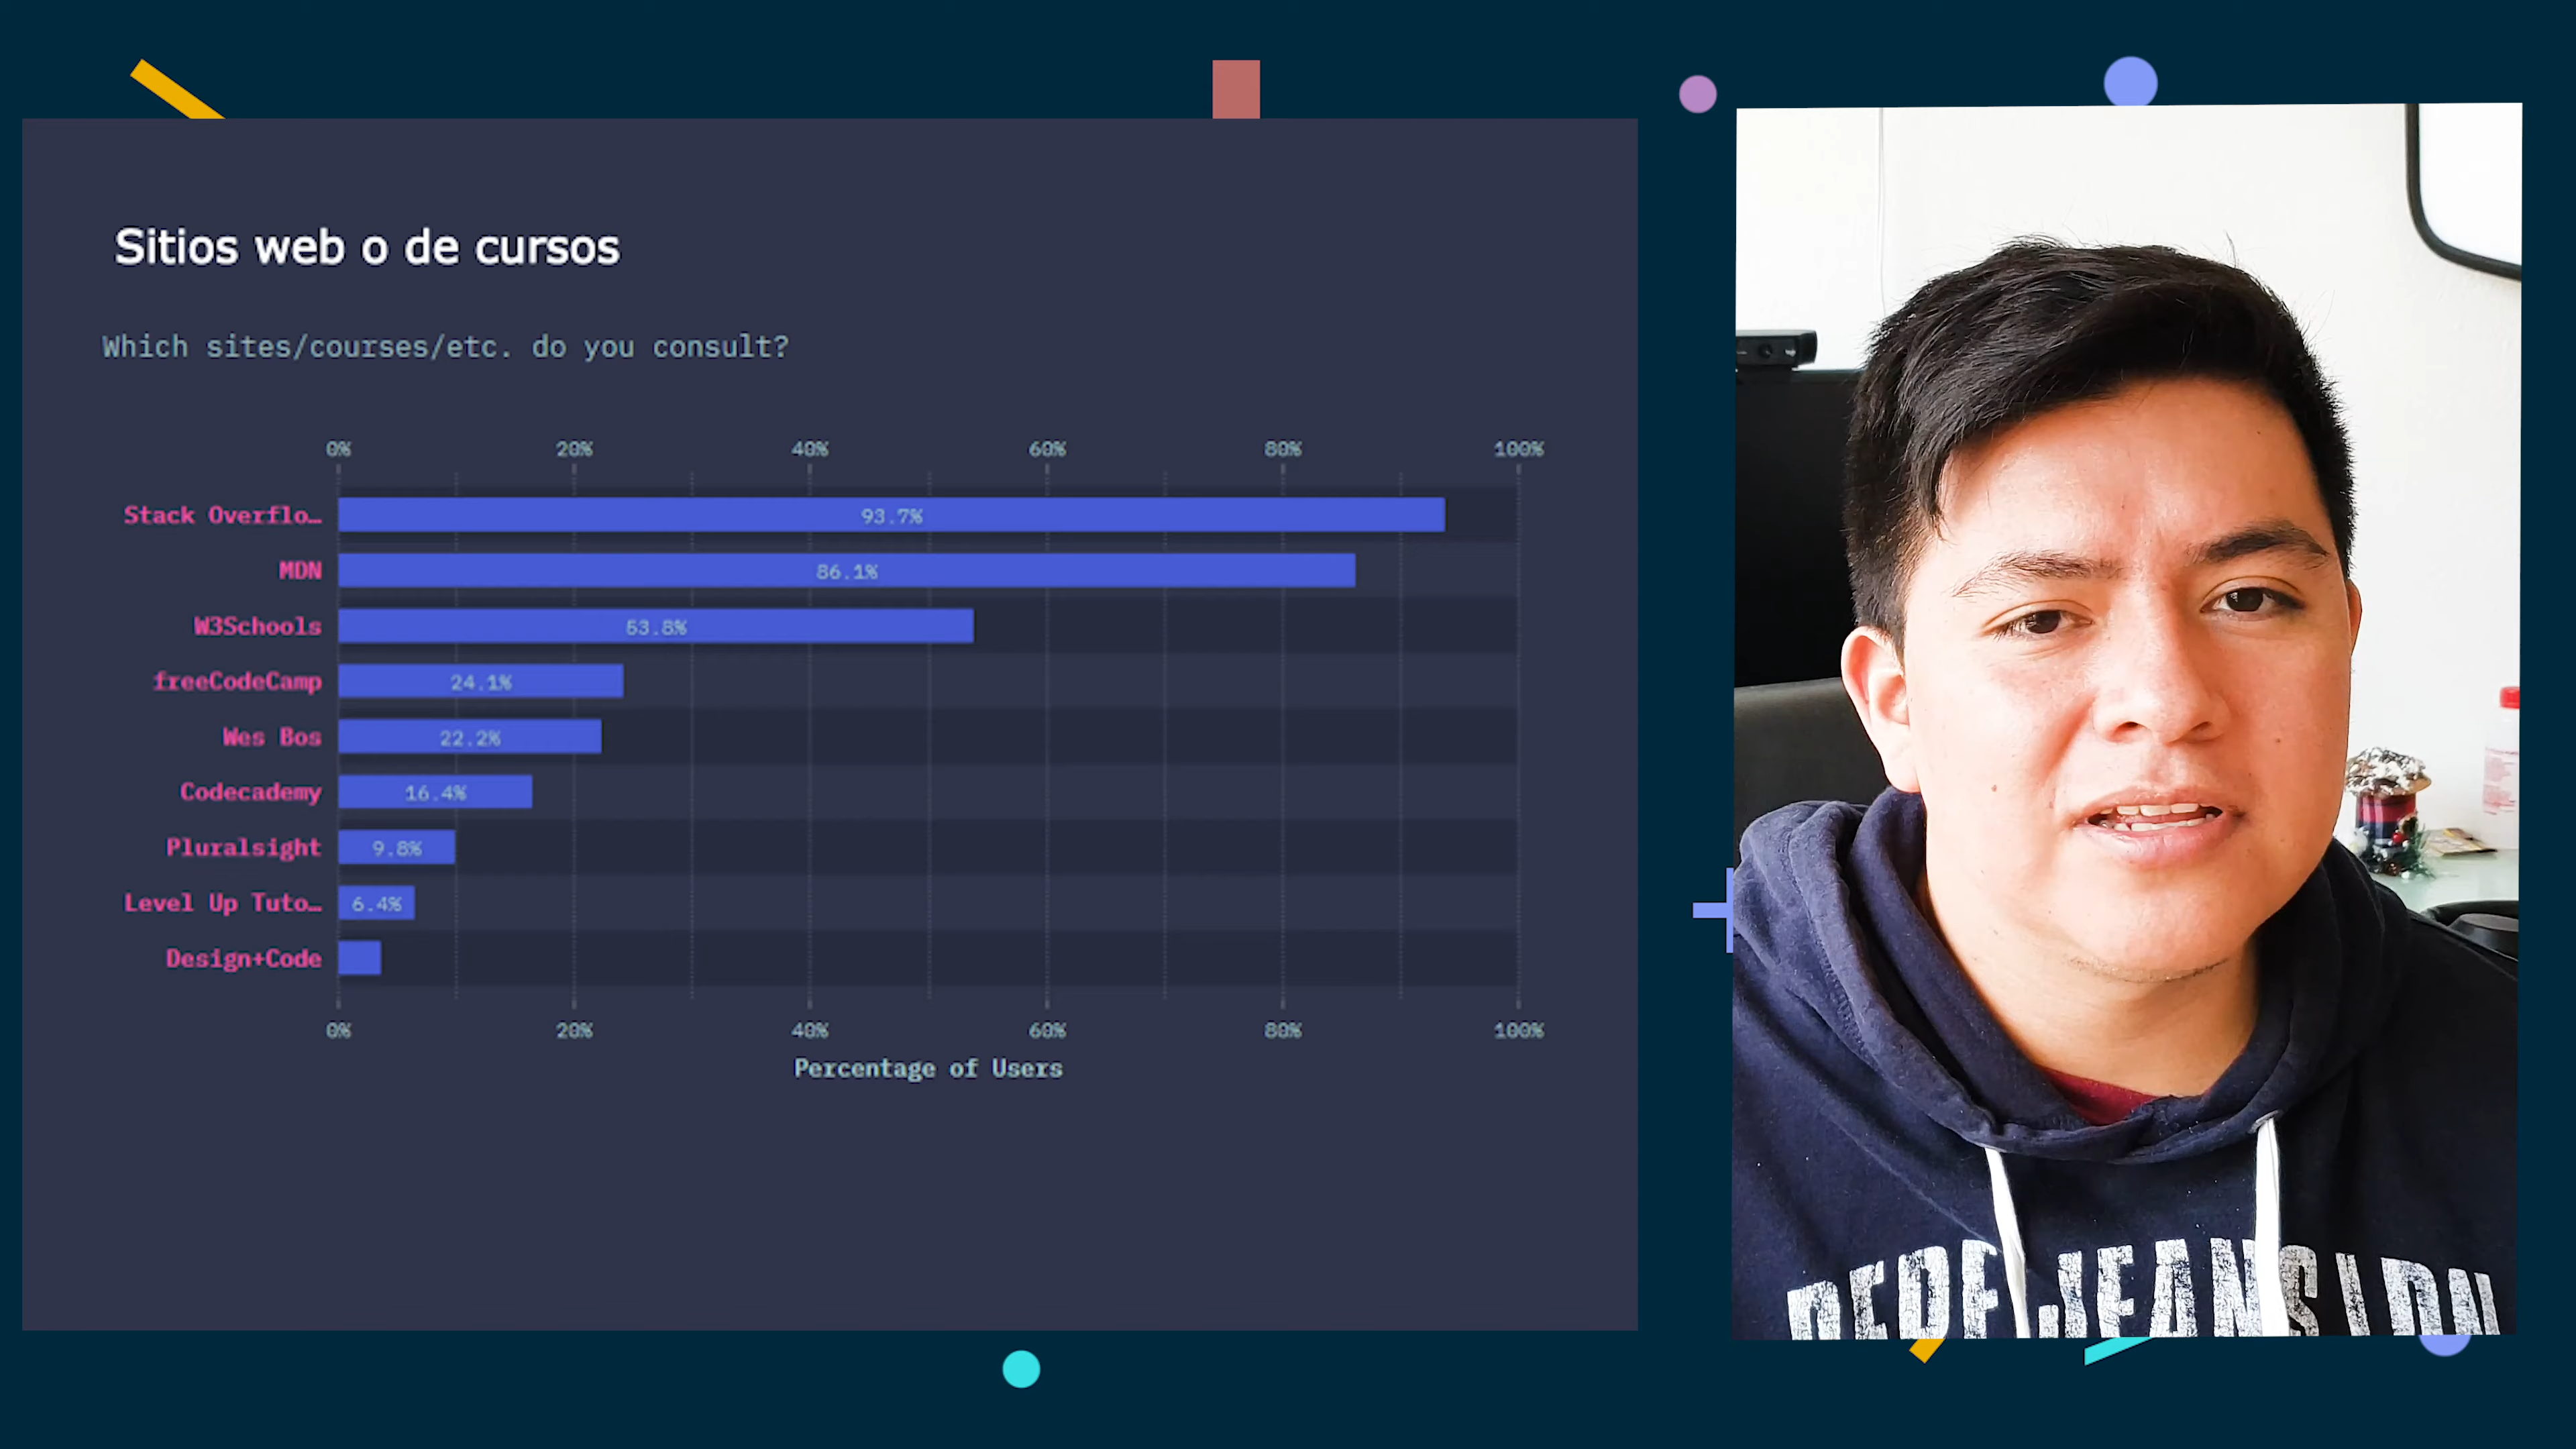 Sitios web o de cursos
Which sites/courses/etc. do you consult?
0% 20% 40% 60% 80% 100%
Stack Overflo… 93.7%
MDN 86.1%
W3Schools 53.8%
freeCodeCamp 24.1%
Wes Bos 22.2%
Codecademy 16.4%
Pluralsight 9.8%
Level Up Tuto… 6.4%
Design+Code
0% 20% 40% 60% 80% 100%
Percentage of Users
JEANS